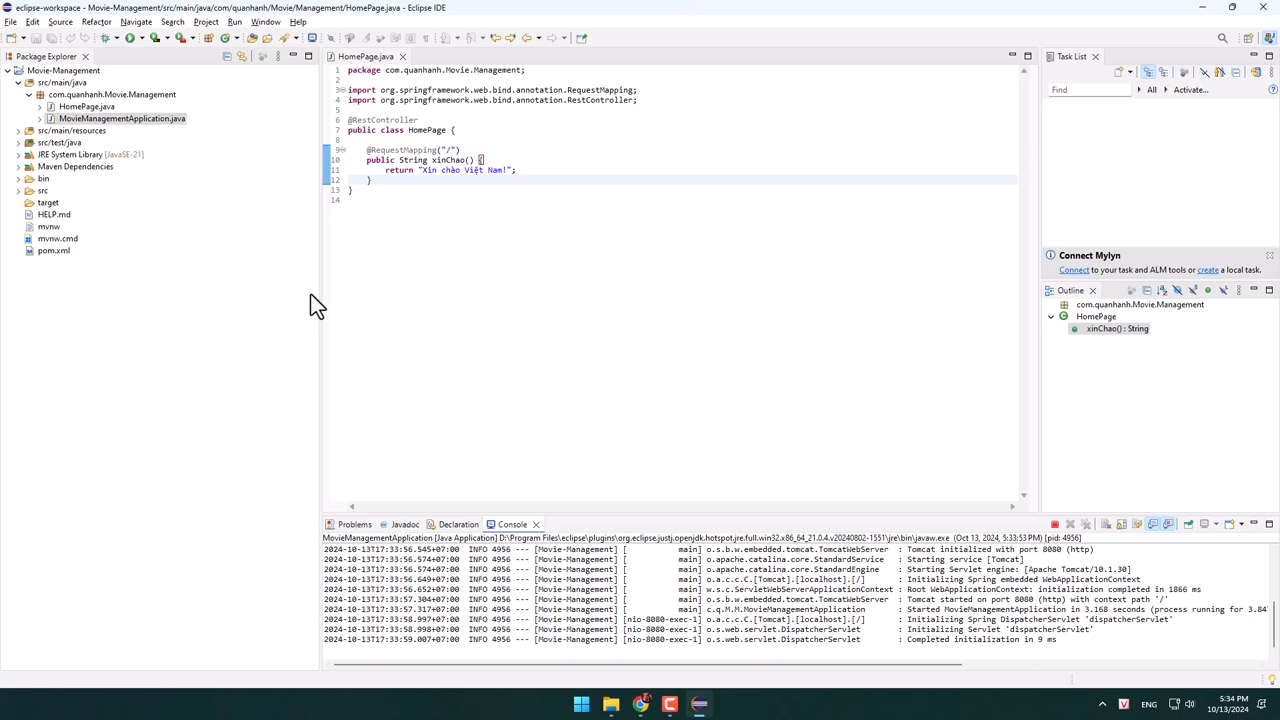 eclipse-workspace - Movie-Management/src/main/java/com/quanhanh/Movie/Management/HomePage.java - Eclipse IDE
File Edit Source Refactor Navigate Search Project Run Window Help
Package Explorer
Movie-Management
src/main/java
com.quanhanh.Movie.Management
HomePage.java
MovieManagementApplication.java
src/main/resources
src/test/java
JRE System Library [JavaSE-21]
Maven Dependencies
bin
src
target
HELP.md
mvnw
mvnw.cmd
pom.xml
HomePage.java
1 package com.quanhanh.Movie.Management;
2
3 import org.springframework.web.bind.annotation.RequestMapping;
4 import org.springframework.web.bind.annotation.RestController;
5
6 @RestController
7 public class HomePage {
8
9 @RequestMapping("/")
10 public String xinChao() {
11 return "Xin chào Việt Nam!";
12 }
13 }
14
Task List
Find All Activate...
Connect Mylyn
Connect to your task and ALM tools or create a local task.
Outline
com.quanhanh.Movie.Management
HomePage
xinChao() : String
Problems Javadoc Declaration Console
MovieManagementApplication [Java Application] D:\Program Files\eclipse\plugins\org.eclipse.justj.openjdk.hotspot.jre.full.win32.x86_64_21.0.4.v20240802-1551\jre\bin\javaw.exe (Oct 13, 2024, 5:33:53 PM) [pid: 4956]
2024-10-13T17:33:56.545+07:00 INFO 4956 --- [Movie-Management] [ main] o.s.b.w.embedded.tomcat.TomcatWebServer : Tomcat initialized with port 8080 (http)
2024-10-13T17:33:56.574+07:00 INFO 4956 --- [Movie-Management] [ main] o.apache.catalina.core.StandardService : Starting service [Tomcat]
2024-10-13T17:33:56.574+07:00 INFO 4956 --- [Movie-Management] [ main] o.apache.catalina.core.StandardEngine : Starting Servlet engine: [Apache Tomcat/10.1.30]
2024-10-13T17:33:56.649+07:00 INFO 4956 --- [Movie-Management] [ main] o.a.c.c.C.[Tomcat].[localhost].[/] : Initializing Spring embedded WebApplicationContext
2024-10-13T17:33:56.652+07:00 INFO 4956 --- [Movie-Management] [ main] w.s.c.ServletWebServerApplicationContext : Root WebApplicationContext: initialization completed in 1866 ms
2024-10-13T17:33:57.304+07:00 INFO 4956 --- [Movie-Management] [ main] o.s.b.w.embedded.tomcat.TomcatWebServer : Tomcat started on port 8080 (http) with context path '/'
2024-10-13T17:33:57.317+07:00 INFO 4956 --- [Movie-Management] [ main] c.q.M.M.MovieManagementApplication : Started MovieManagementApplication in 3.168 seconds (process running for 3.84
2024-10-13T17:33:58.997+07:00 INFO 4956 --- [Movie-Management] [nio-8080-exec-1] o.a.c.c.C.[Tomcat].[localhost].[/] : Initializing Spring DispatcherServlet 'dispatcherServlet'
2024-10-13T17:33:58.997+07:00 INFO 4956 --- [Movie-Management] [nio-8080-exec-1] o.s.web.servlet.DispatcherServlet : Initializing Servlet 'dispatcherServlet'
2024-10-13T17:33:59.007+07:00 INFO 4956 --- [Movie-Management] [nio-8080-exec-1] o.s.web.servlet.DispatcherServlet : Completed initialization in 9 ms
V ENG 5:34 PM
10/13/2024